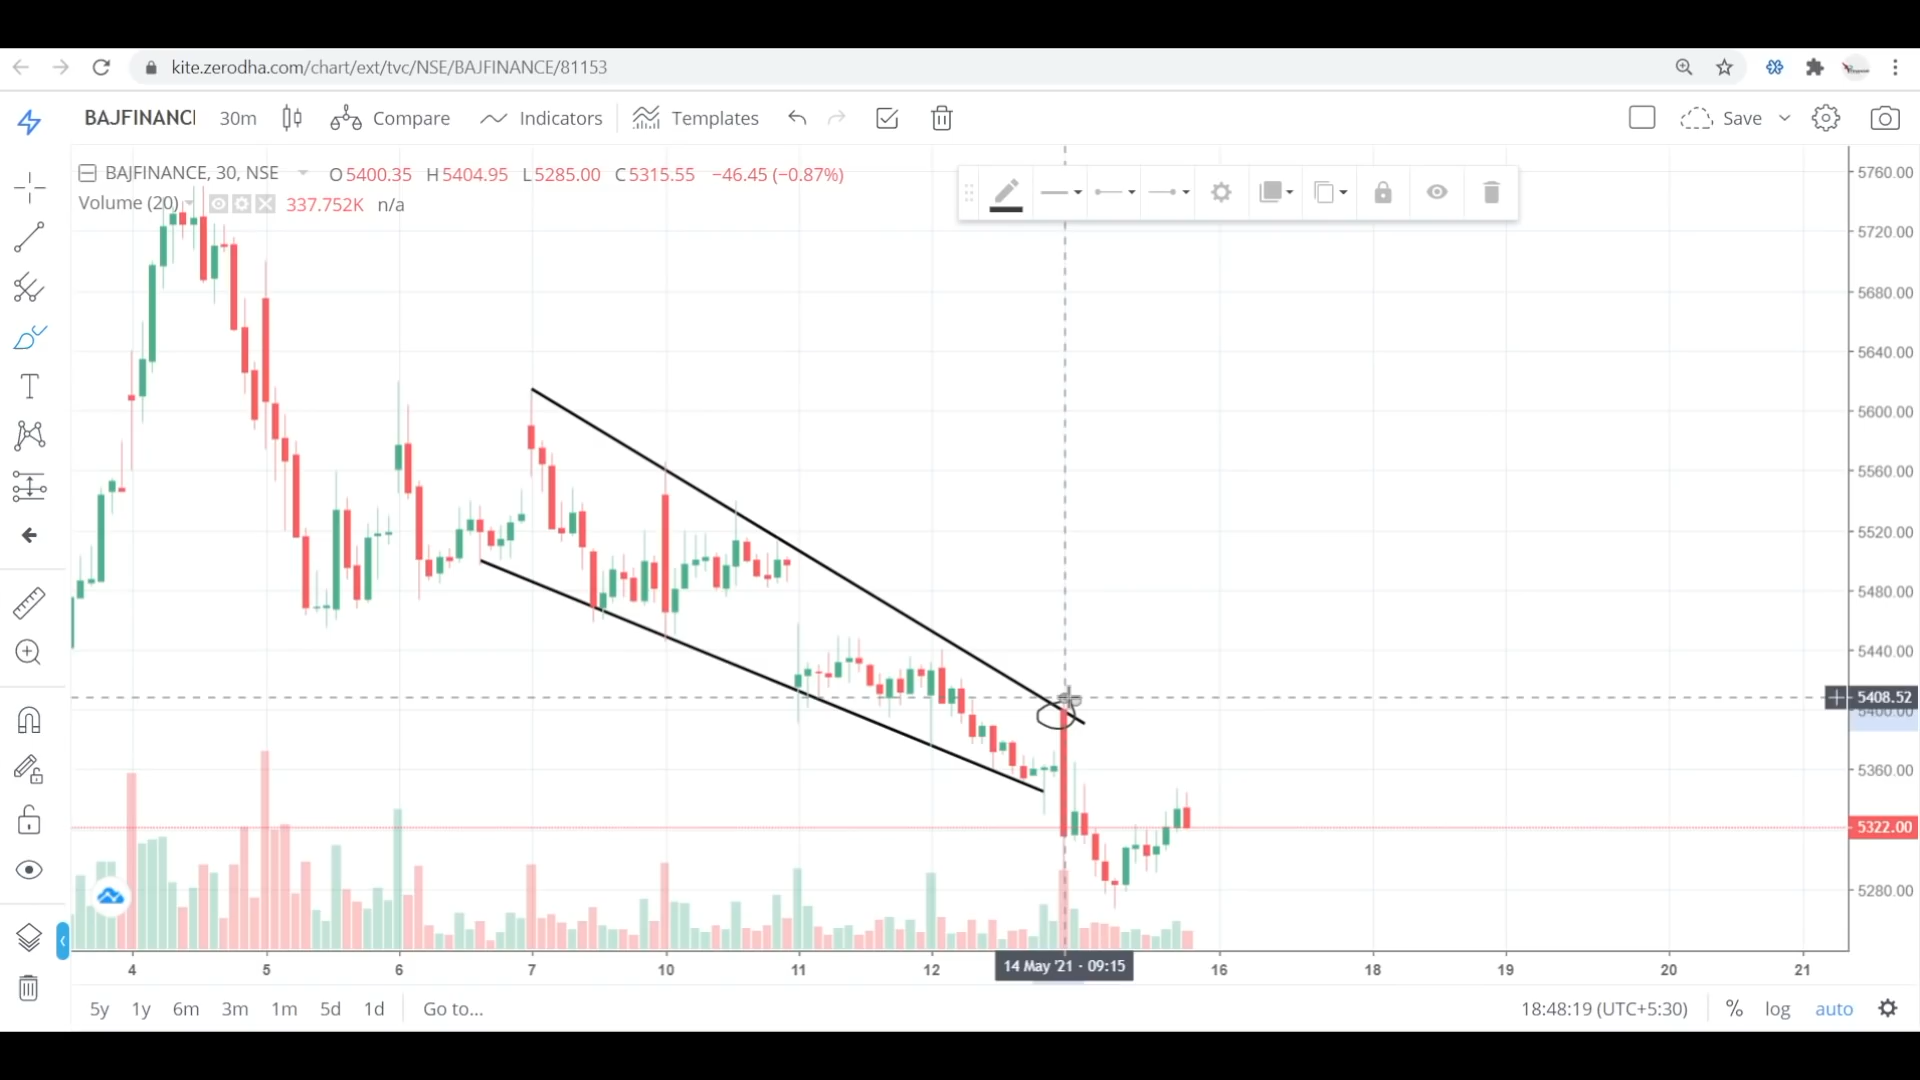 kite.zerodha.com/chart/ext/tvc/NSE/BAJFINANCE/81153
BAJFINANCI 30m Compare Indicators Templates Save
BAJFINANCE, 30, NSE O5400.35 H5404.95 L5285.00 C5315.55 −46.45 (−0.87%)
Volume (20) 337.752K n/a
5760.00
5720.00
5680.00
5640.00
5600.00
5560.00
5520.00
5480.00
5440.00
5408.52
5400.00
5360.00
5322.00
5280.00
4 5 6 7 10 11 12 14 May '21 - 09:15 16 18 19 20 21
5y 1y 6m 3m 1m 5d 1d Go to... 18:48:19 (UTC+5:30) % log auto